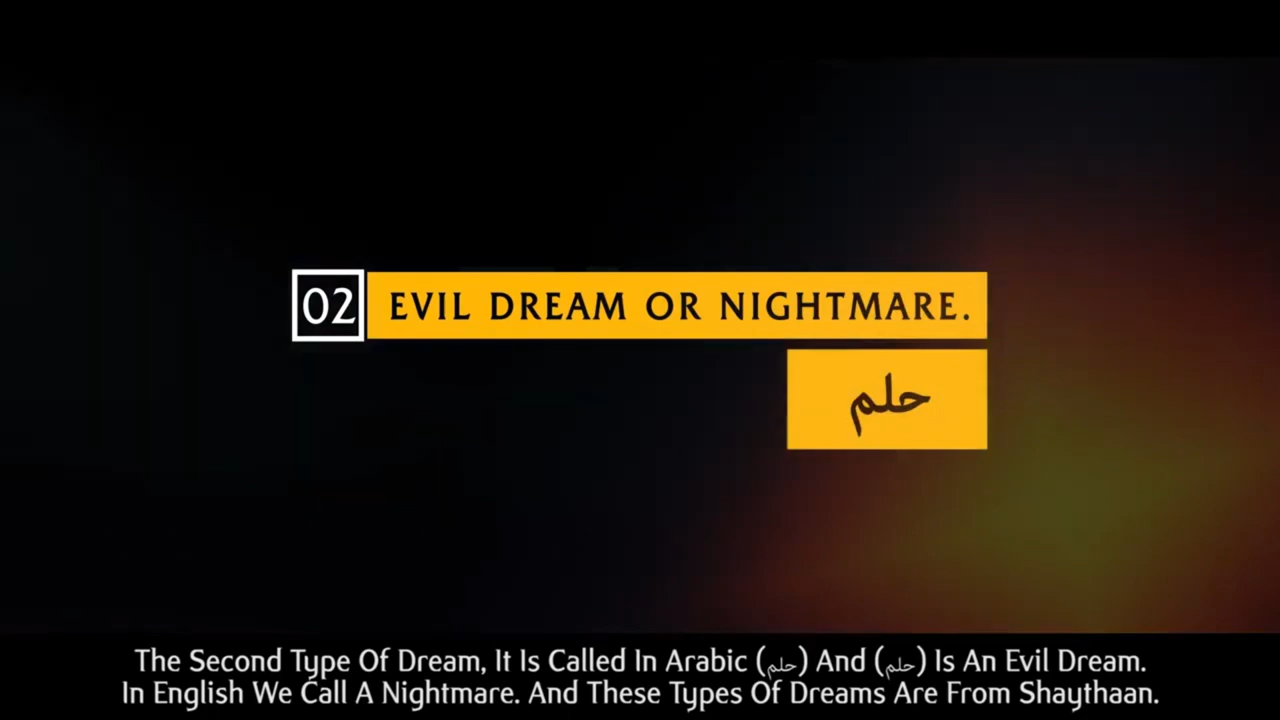 02 EVIL DREAM OR NIGHTMARE.
حلم
The Second Type Of Dream, It Is Called In Arabic (حلم) And (حلم) Is An Evil Dream.
In English We Call A Nightmare. And These Types Of Dreams Are From Shaythaan.